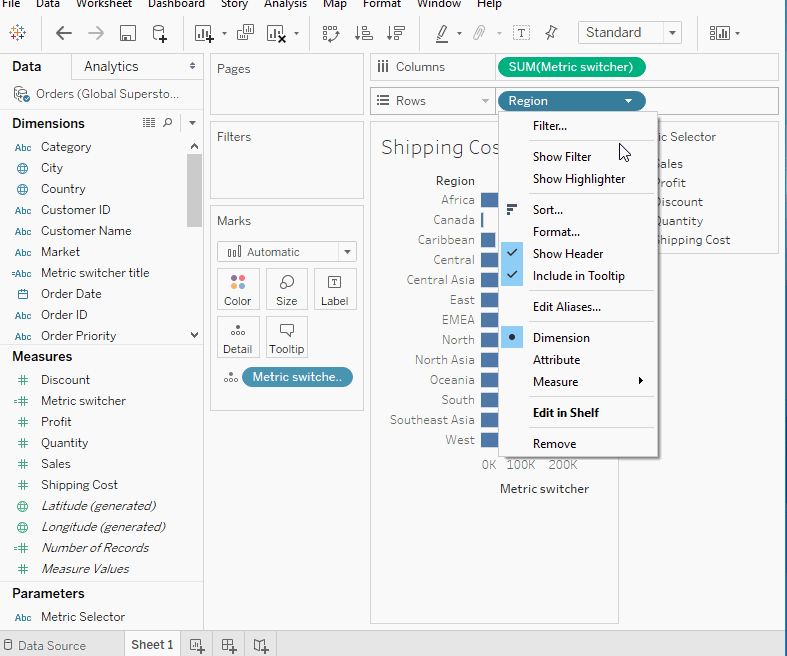 File Data Worksheet Dashboard Story Analysis Map Format Window Help
Standard
Data Analytics
Orders (Global Supersto...
Dimensions
Abc Category
City
Country
Abc Customer ID
Abc Customer Name
Abc Market
=Abc Metric switcher title
Order Date
Abc Order ID
Abc Order Priority
Measures
Discount
Metric switcher
Profit
Quantity
Sales
Shipping Cost
Latitude (generated)
Longitude (generated)
Number of Records
Measure Values
Parameters
Abc Metric Selector
Data Source Sheet 1
Pages
Filters
Marks
Automatic
Color Size Label
Detail Tooltip
Metric switche..
Columns SUM(Metric switcher)
Rows Region
Shipping Cos
Region
Africa
Canada
Caribbean
Central
Central Asia
East
EMEA
North
North Asia
Oceania
South
Southeast Asia
West
0K 100K 200K
Metric switcher
Filter...
Show Filter
Show Highlighter
Sort...
Format...
Show Header
Include in Tooltip
Edit Aliases...
Dimension
Attribute
Measure
Edit in Shelf
Remove
ic Selector
ales
rofit
iscount
uantity
hipping Cost